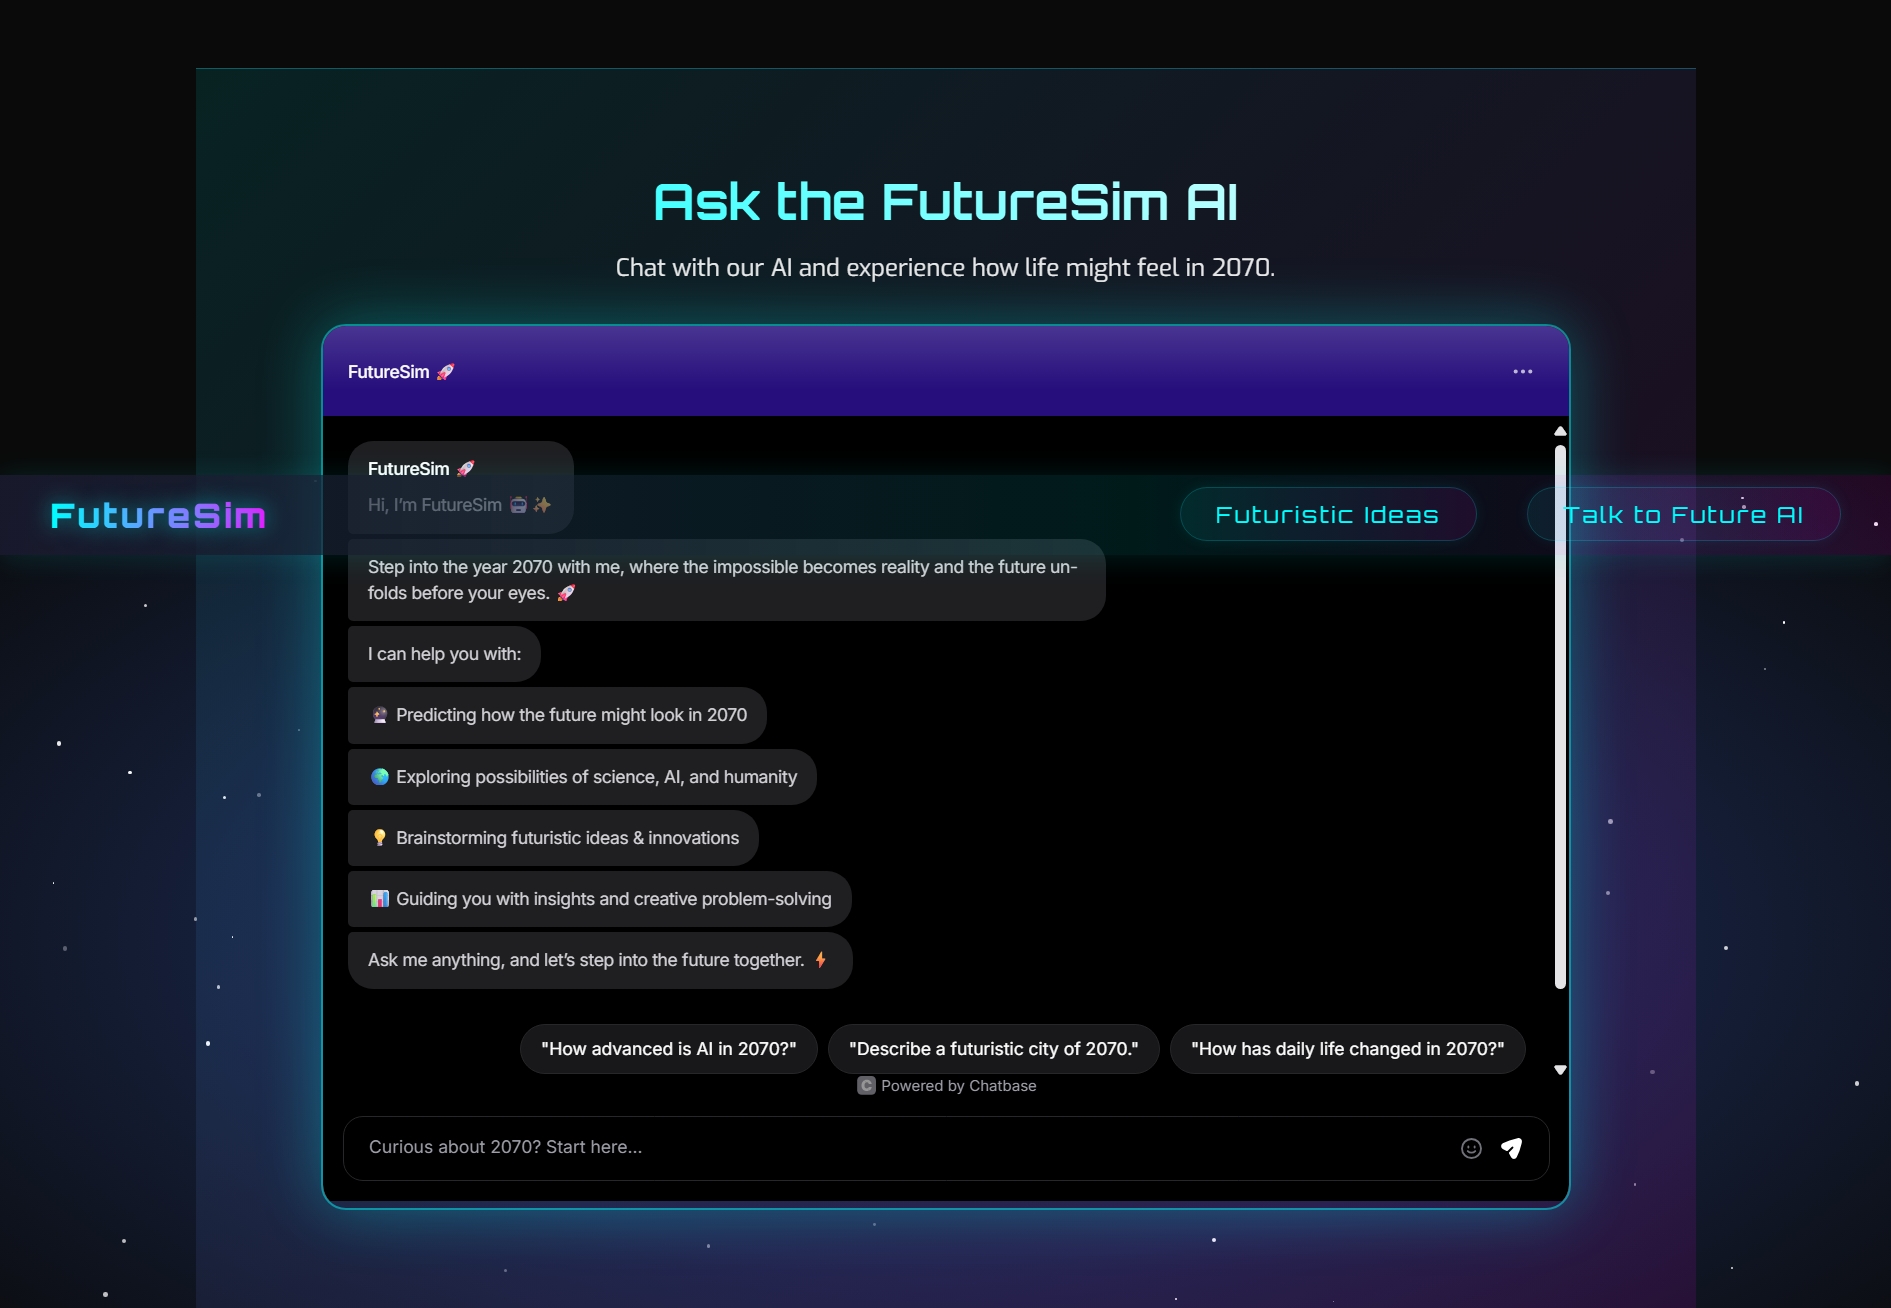 Ask the FutureSim AI
Chat with our AI and experience how life might feel in 2070.
FutureSim 🚀
FutureSim 🚀
Hi, I’m FutureSim 🤖✨
FutureSim
Futuristic Ideas
Talk to Future AI
Step into the year 2070 with me, where the impossible becomes reality and the future un-
folds before your eyes. 🚀
I can help you with:
🔮 Predicting how the future might look in 2070
🌍 Exploring possibilities of science, AI, and humanity
💡 Brainstorming futuristic ideas & innovations
📊 Guiding you with insights and creative problem-solving
Ask me anything, and let’s step into the future together. ⚡
"How advanced is AI in 2070?"
"Describe a futuristic city of 2070."
"How has daily life changed in 2070?"
C Powered by Chatbase
Curious about 2070? Start here...